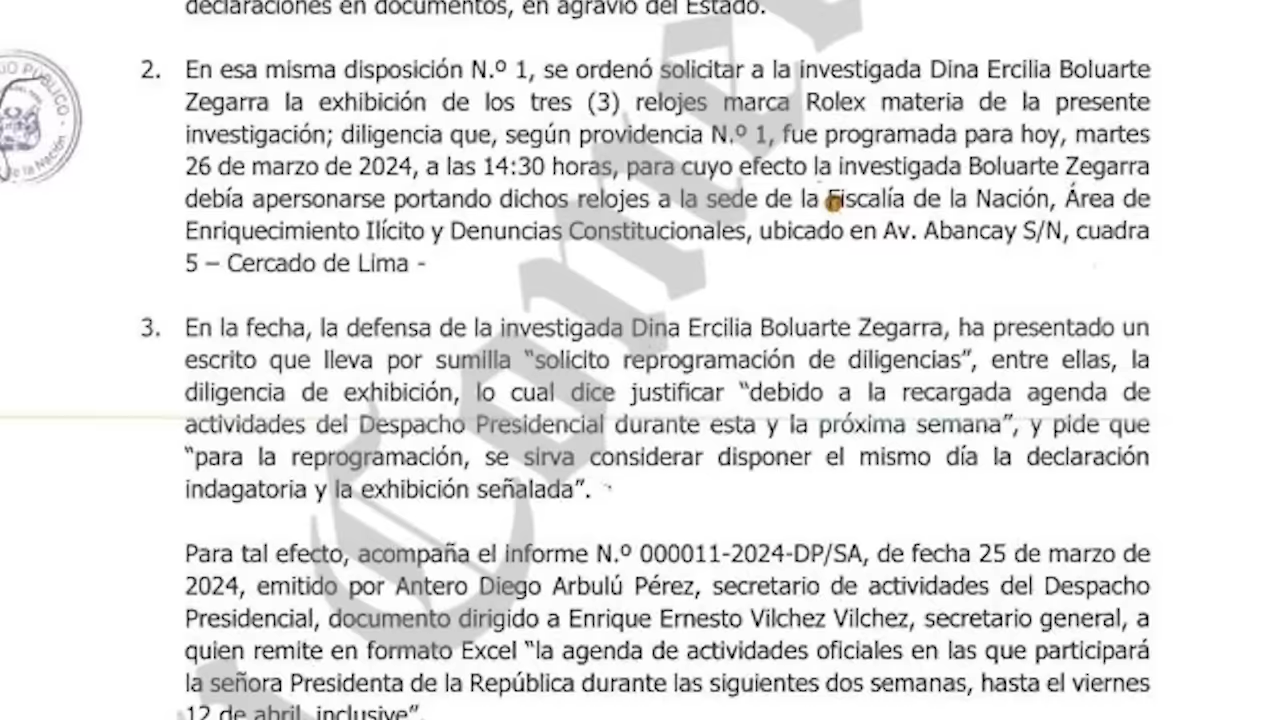 declaraciones en documentos, en agravio del Estado.
2. En esa misma disposición N.º 1, se ordenó solicitar a la investigada Dina Ercilia Boluarte
Zegarra la exhibición de los tres (3) relojes marca Rolex materia de la presente
investigación; diligencia que, según providencia N.º 1, fue programada para hoy, martes
26 de marzo de 2024, a las 14:30 horas, para cuyo efecto la investigada Boluarte Zegarra
debía apersonarse portando dichos relojes a la sede de la Fiscalía de la Nación, Área de
Enriquecimiento Ilícito y Denuncias Constitucionales, ubicado en Av. Abancay S/N, cuadra
5 – Cercado de Lima -
3. En la fecha, la defensa de la investigada Dina Ercilia Boluarte Zegarra, ha presentado un
escrito que lleva por sumilla “solicito reprogramación de diligencias”, entre ellas, la
diligencia de exhibición, lo cual dice justificar “debido a la recargada agenda de
actividades del Despacho Presidencial durante esta y la próxima semana”, y pide que
“para la reprogramación, se sirva considerar disponer el mismo día la declaración
indagatoria y la exhibición señalada”.
Para tal efecto, acompaña el informe N.º 000011-2024-DP/SA, de fecha 25 de marzo de
2024, emitido por Antero Diego Arbulú Pérez, secretario de actividades del Despacho
Presidencial, documento dirigido a Enrique Ernesto Vilchez Vilchez, secretario general, a
quien remite en formato Excel “la agenda de actividades oficiales en las que participará
la señora Presidenta de la República durante las siguientes dos semanas, hasta el viernes
12 de abril, inclusive”.